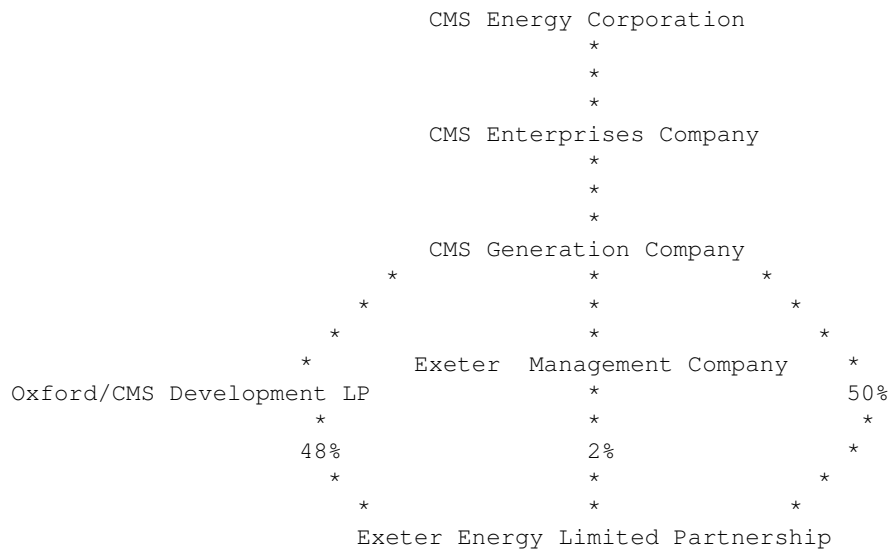 CMS Energy Corporation
*
*
*
CMS Enterprises Company
*
*
*
CMS Generation Company
* * *
* * *
* * *
* Exeter  Management Company *
Oxford/CMS Development LP * 50%
* * *
48% 2% *
* * *
* * *
Exeter Energy Limited Partnership